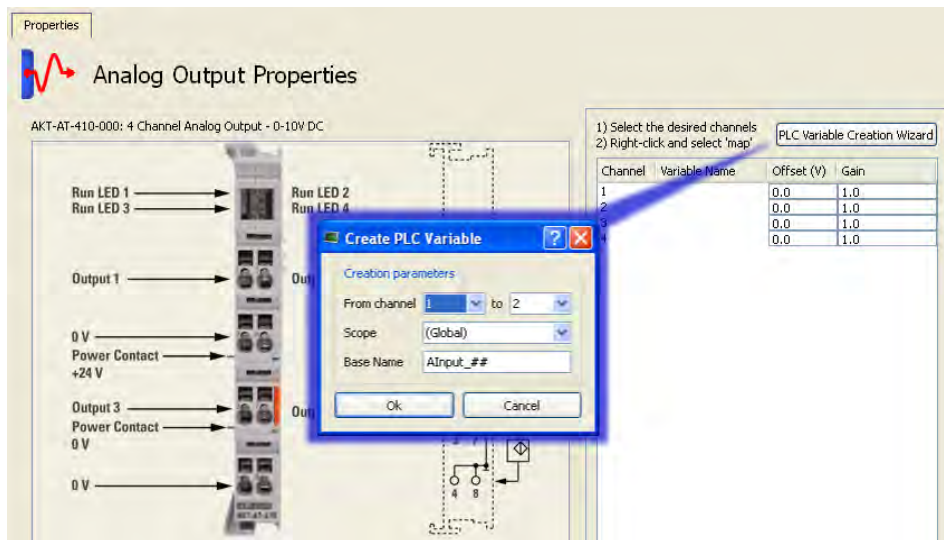 Properties
Analog Output Properties
AKT-AT-410-000: 4 Channel Analog Output - 0-10V DC
1) Select the desired channels
2) Right-click and select 'map'
PLC Variable Creation Wizard
Channel Variable Name Offset (V) Gain
1 0.0 1.0
2 0.0 1.0
3 0.0 1.0
4 0.0 1.0
Run LED 1
Run LED 2
Run LED 3
Run LED 4
Output 1
0 V
Power Contact
+24 V
Output 3
Power Contact
0 V
0 V
Create PLC Variable
Creation parameters
From channel 1 to 2
Scope (Global)
Base Name AInput_##
Ok Cancel
4 8